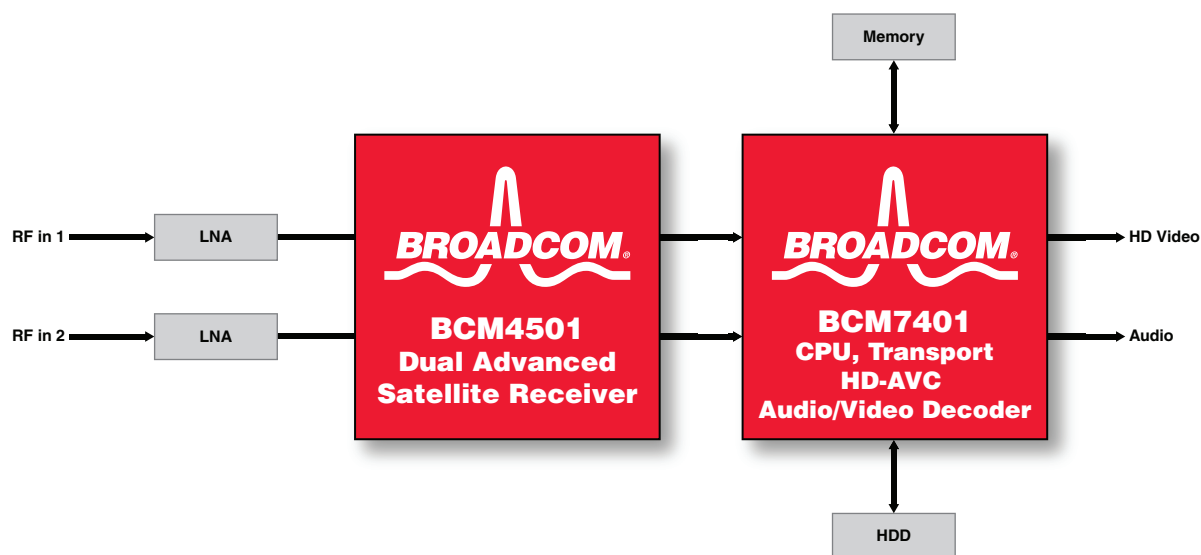 Memory
RF in 1
LNA
BROADCOM®
BROADCOM®
HD Video
RF in 2
LNA
BCM4501
Dual Advanced
Satellite Receiver
BCM7401
CPU, Transport
HD-AVC
Audio/Video Decoder
Audio
HDD